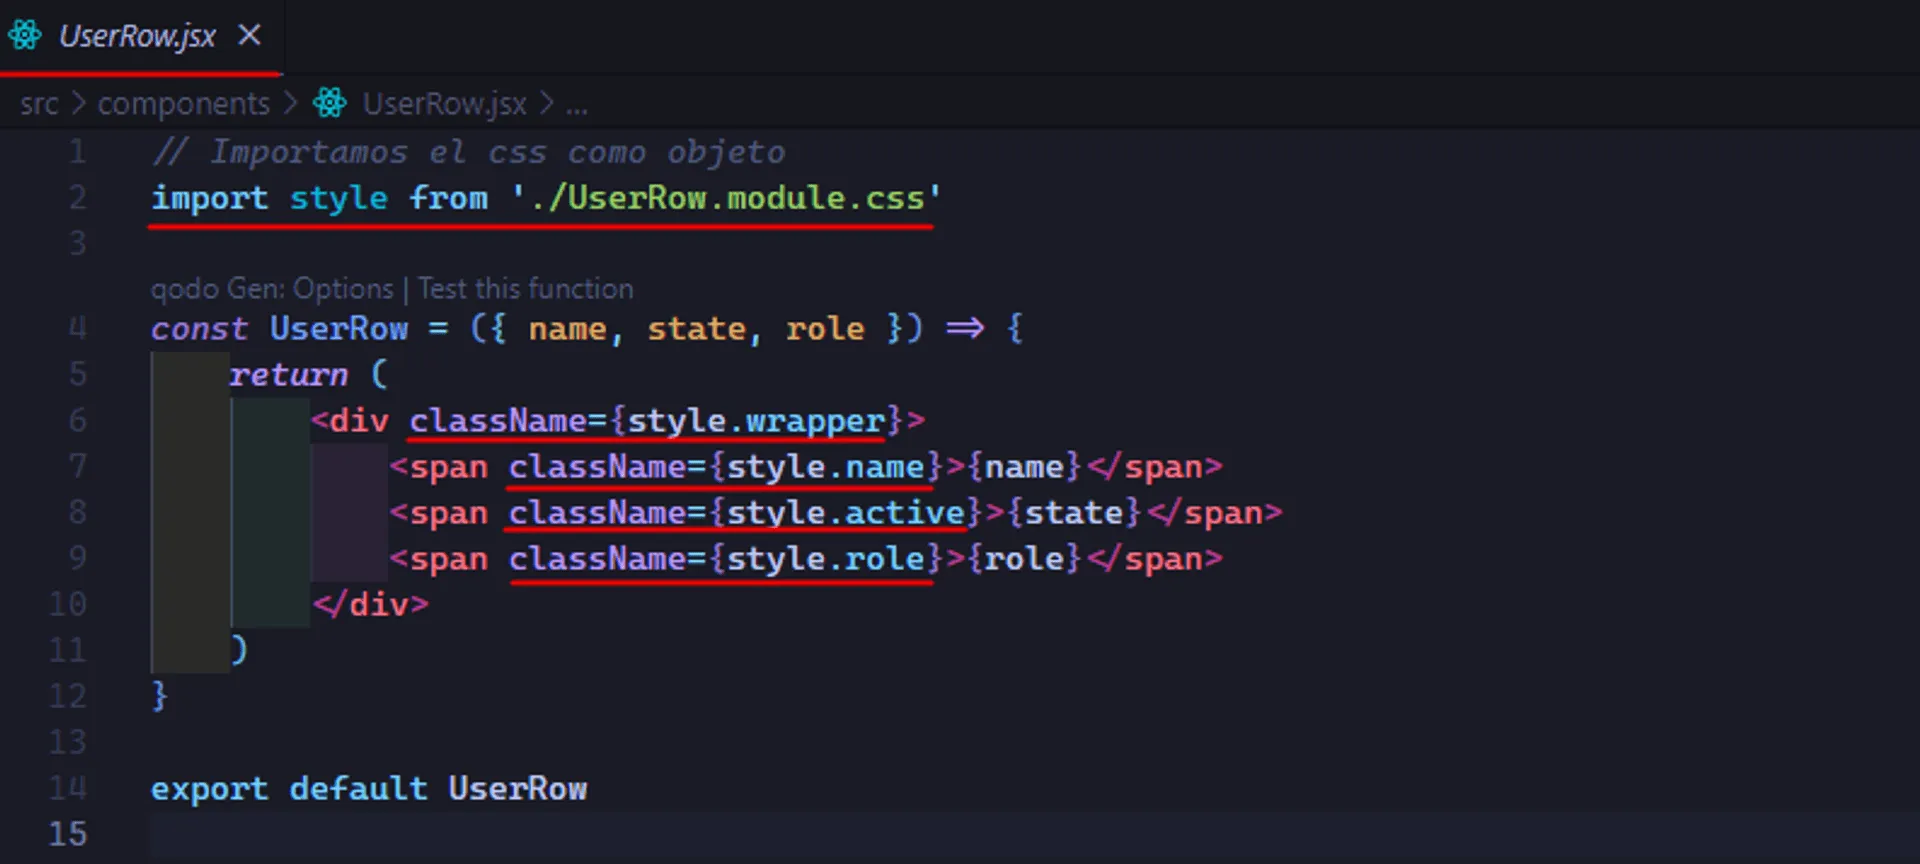 UserRow.jsx
src > components > UserRow.jsx > ...
1 // Importamos el css como objeto
2 import style from './UserRow.module.css'
3
qodo Gen: Options | Test this function
4 const UserRow = ({ name, state, role }) => {
5 return (
6 <div className={style.wrapper}>
7 <span className={style.name}>{name}</span>
8 <span className={style.active}>{state}</span>
9 <span className={style.role}>{role}</span>
10 </div>
11 )
12 }
13
14 export default UserRow
15